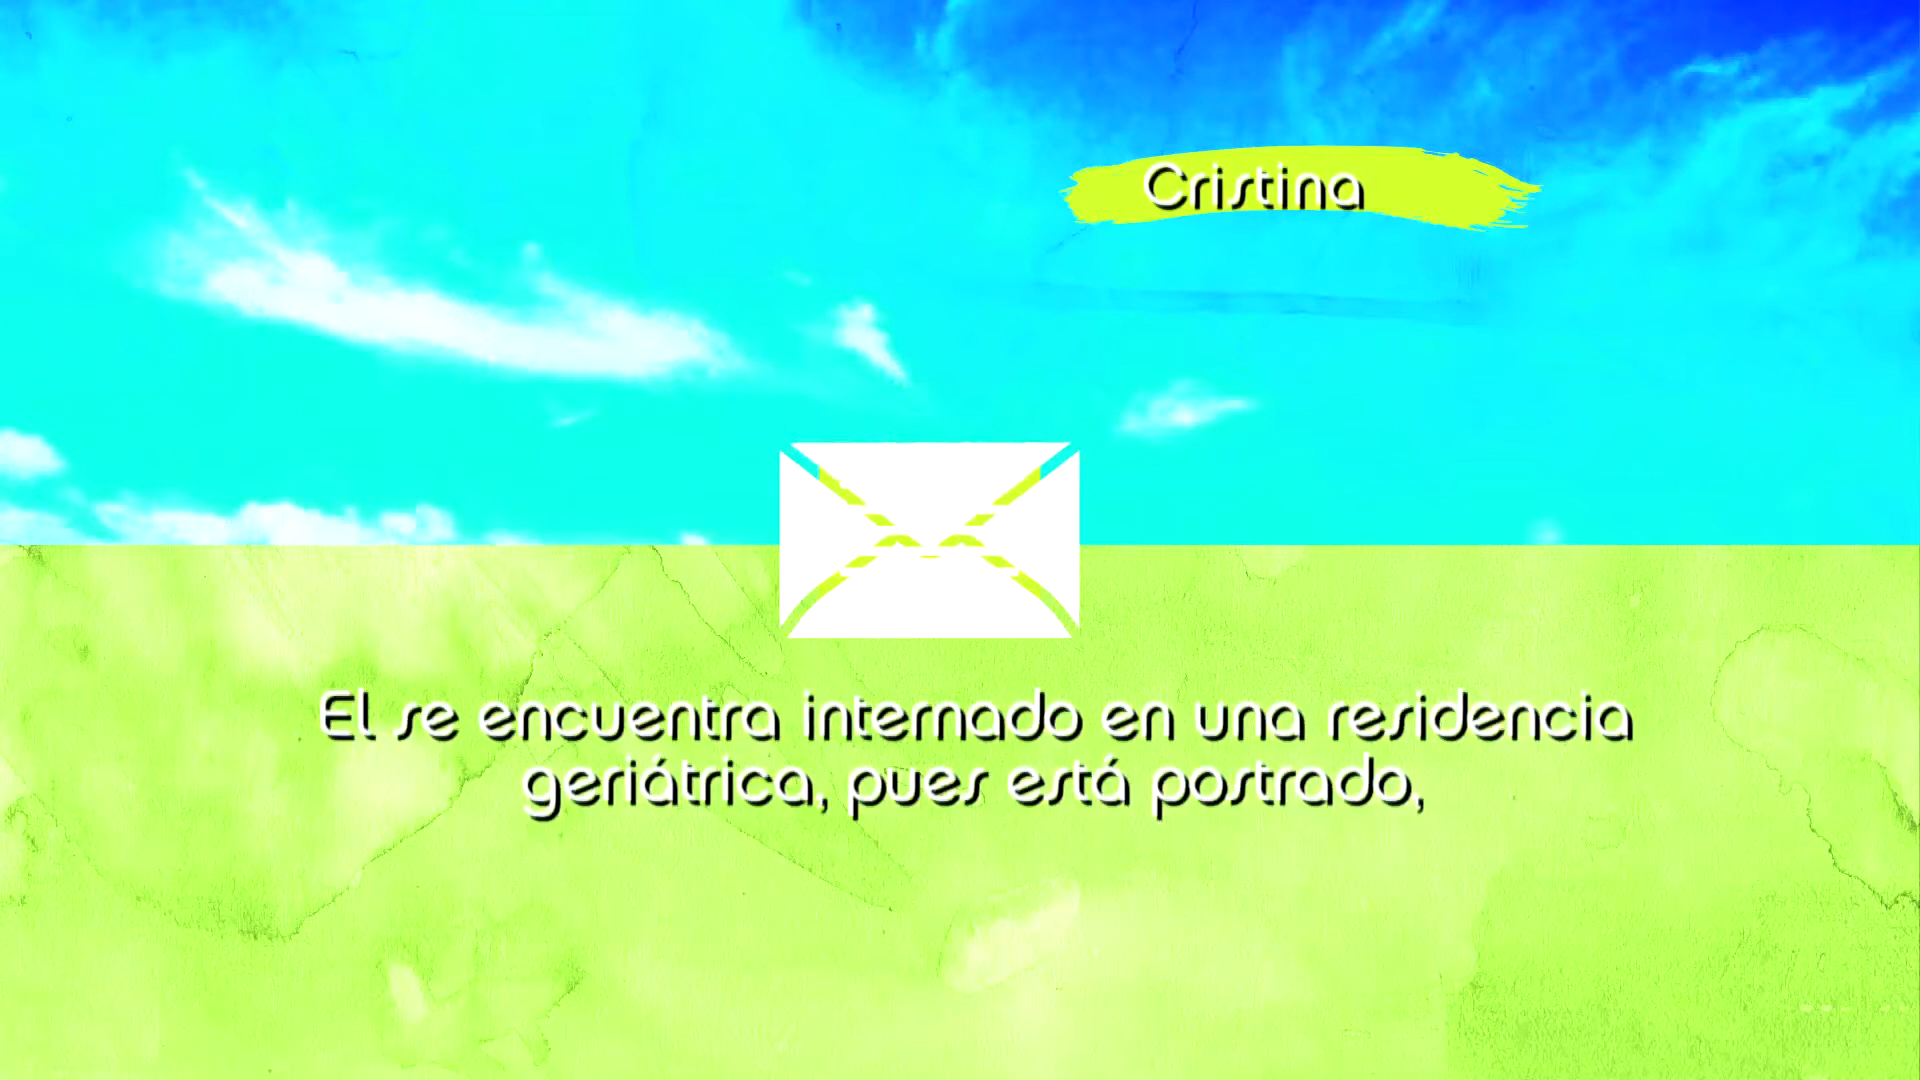 Cristina
El se encuentra internado en una residencia
geriátrica, pues está postrado,